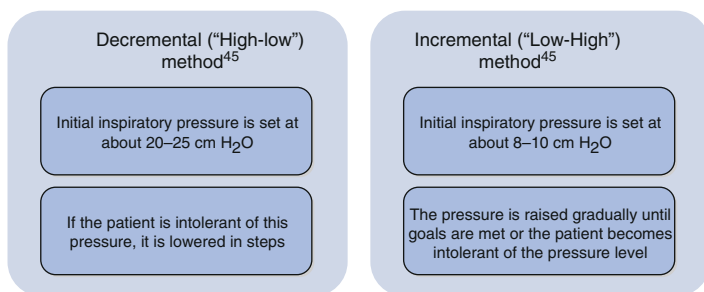 Decremental (“High-low”)
method⁴⁵
Initial inspiratory pressure is set at
about 20–25 cm H₂O
If the patient is intolerant of this
pressure, it is lowered in steps
Incremental (“Low-High”)
method⁴⁵
Initial inspiratory pressure is set at
about 8–10 cm H₂O
The pressure is raised gradually until
goals are met or the patient becomes
intolerant of the pressure level